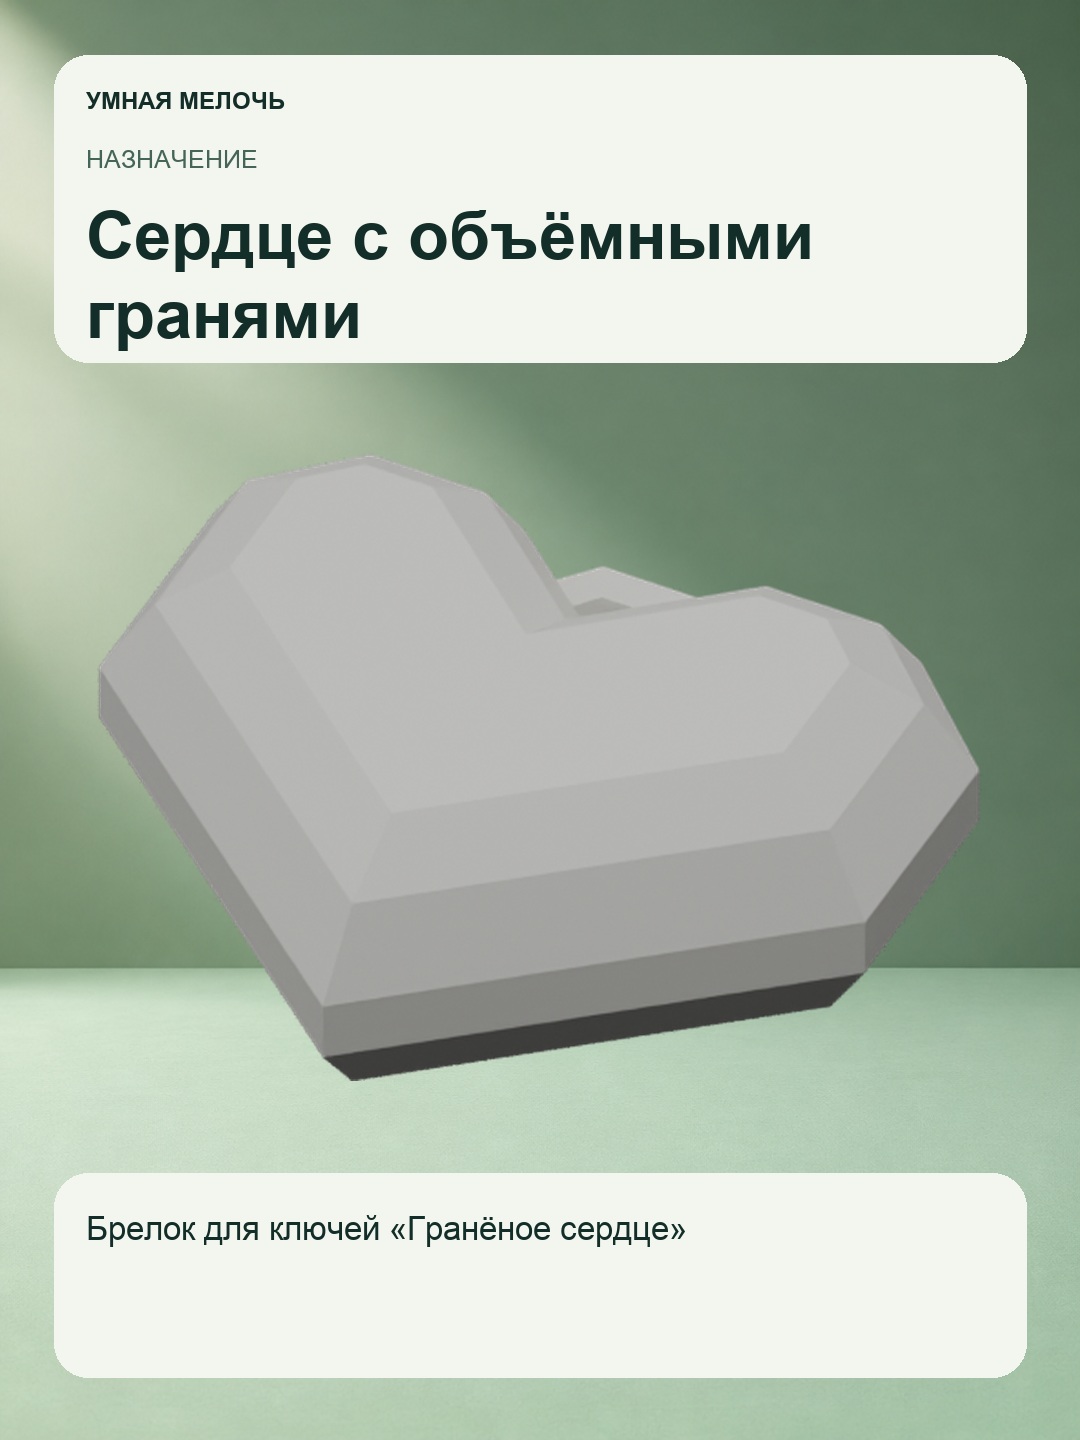 УМНАЯ МЕЛОЧЬ
НАЗНАЧЕНИЕ
Сердце с объёмными
гранями
Брелок для ключей «Гранёное сердце»